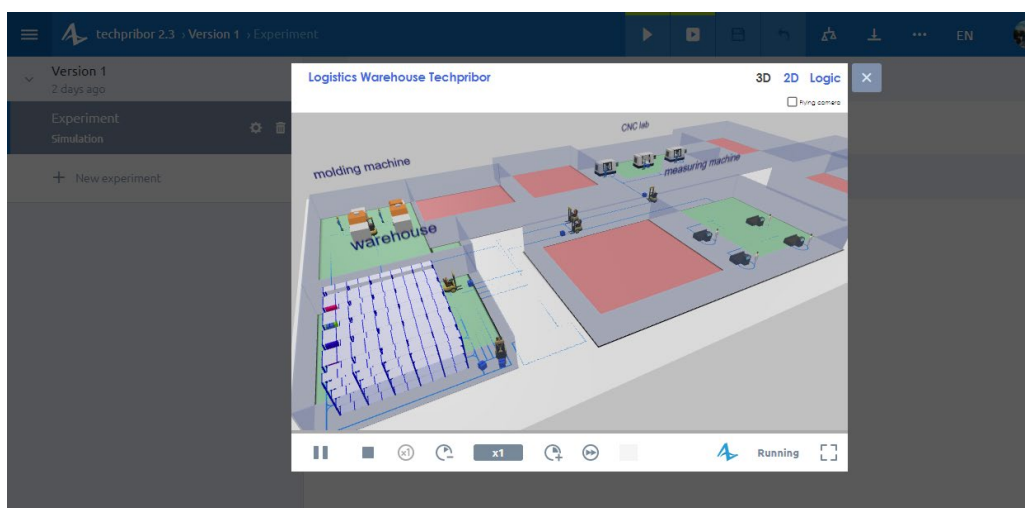 techpribor 2.3 › Version 1 › Experiment
EN
Version 1
2 days ago
Experiment
Simulation
+ New experiment
Logistics Warehouse Techpribor
3D 2D Logic
Flying camera
CNC lab
molding machine
measuring machine
warehouse
x1
x1
Running